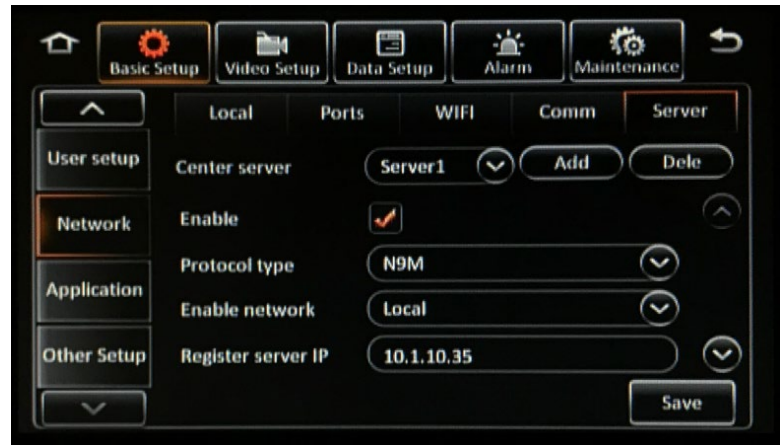 Basic Setup Video Setup Data Setup Alarm Maintenance
Local Ports WIFI Comm Server
User setup
Network
Application
Other Setup
Center server Server1 Add Dele
Enable
Protocol type N9M
Enable network Local
Register server IP 10.1.10.35
Save